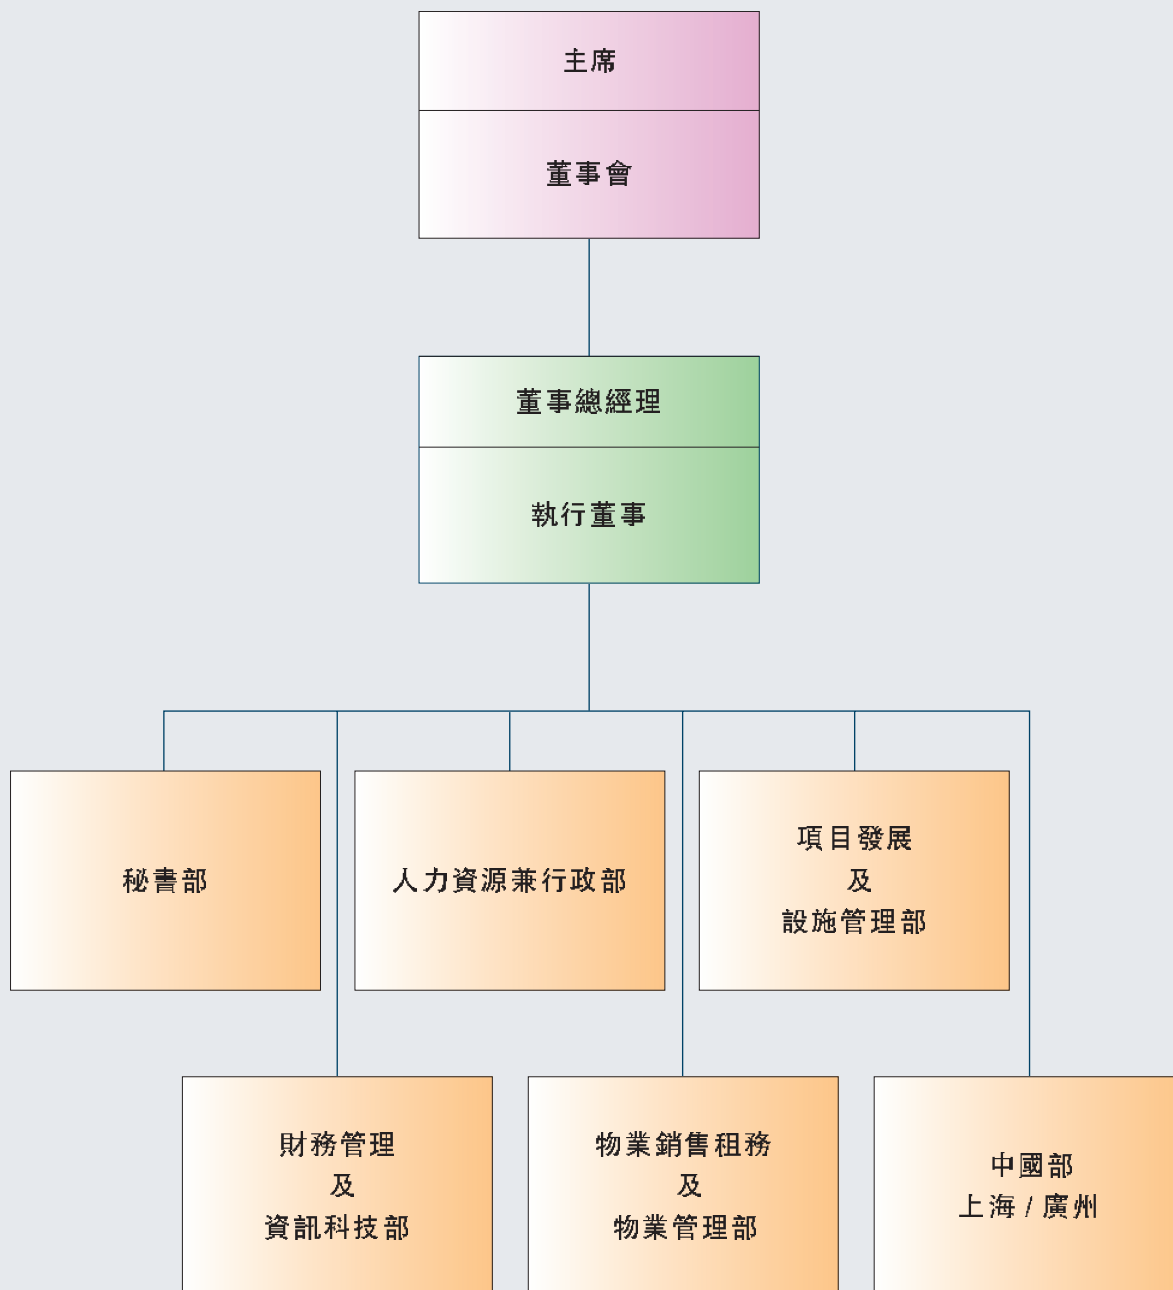 主席
董事會
董事總經理
執行董事
秘書部
人力資源兼行政部
項目發展
及
設施管理部
財務管理
及
資訊科技部
物業銷售租務
及
物業管理部
中國部
上海 / 廣州